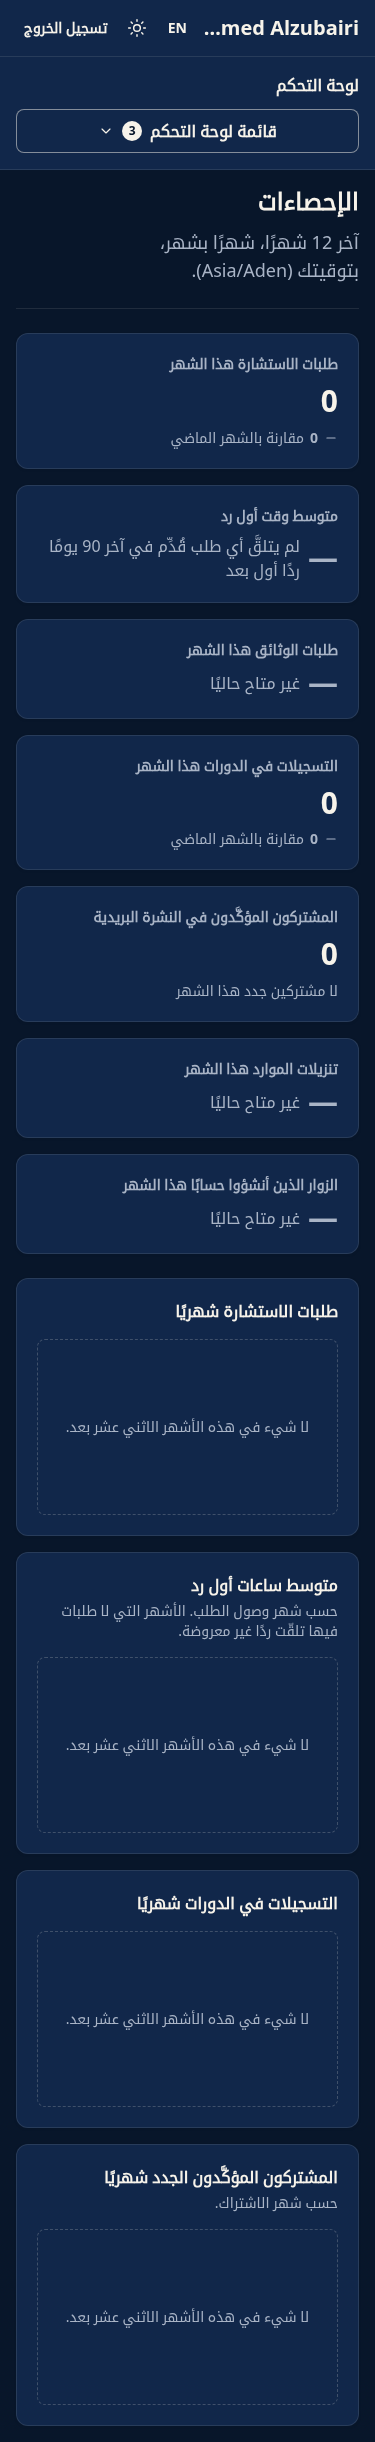 ...med Alzubairi
EN
تسجيل الخروج
لوحة التحكم
قائمة لوحة التحكم 3
الإحصاءات
آخر 12 شهرًا، شهرًا بشهر،
بتوقيتك (Asia/Aden).
طلبات الاستشارة هذا الشهر
0
— 0 مقارنة بالشهر الماضي
متوسط وقت أول رد
— لم يتلقَّ أي طلب قُدِّم في آخر 90 يومًا
ردًا أول بعد
طلبات الوثائق هذا الشهر
— غير متاح حاليًا
التسجيلات في الدورات هذا الشهر
0
— 0 مقارنة بالشهر الماضي
المشتركون المؤكَّدون في النشرة البريدية
0
لا مشتركين جدد هذا الشهر
تنزيلات الموارد هذا الشهر
— غير متاح حاليًا
الزوار الذين أنشؤوا حسابًا هذا الشهر
— غير متاح حاليًا
طلبات الاستشارة شهريًا
لا شيء في هذه الأشهر الاثني عشر بعد.
متوسط ساعات أول رد
حسب شهر وصول الطلب. الأشهر التي لا طلبات
فيها تلقّت ردًا غير معروضة.
لا شيء في هذه الأشهر الاثني عشر بعد.
التسجيلات في الدورات شهريًا
لا شيء في هذه الأشهر الاثني عشر بعد.
المشتركون المؤكَّدون الجدد شهريًا
حسب شهر الاشتراك.
لا شيء في هذه الأشهر الاثني عشر بعد.